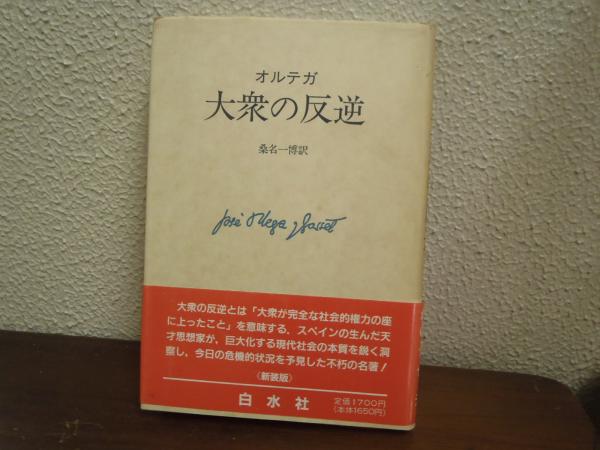 オルテガ
大衆の反逆
桑名一博訳
José Ortega y Gasset
大衆の反逆とは「大衆が完全な社会的権力の座
に上ったこと」を意味する．スペインの生んだ天
才思想家が，巨大化する現代社会の本質を鋭く洞
察し，今日の危機的状況を予見した不朽の名著！
〈新装版〉
白水社
定価1700円
（本体1650円）